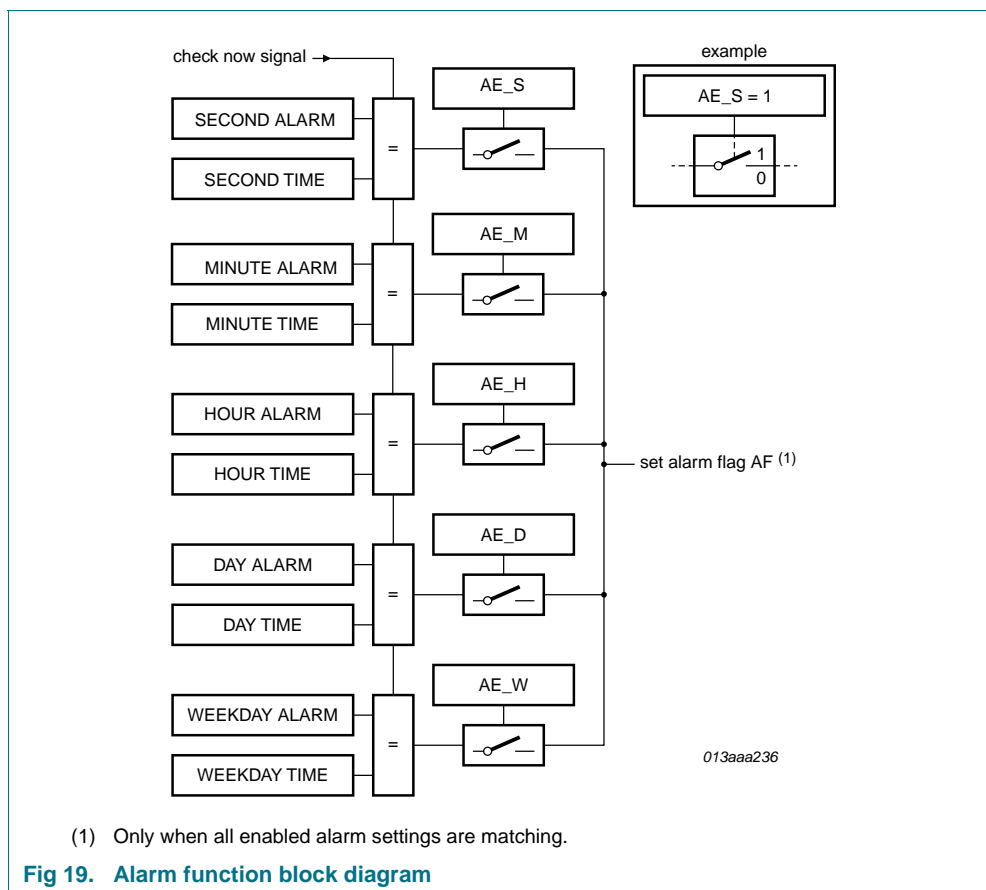 check now signal
example
AE_S
AE_S = 1
SECOND ALARM
=
1
SECOND TIME
0
AE_M
MINUTE ALARM
=
MINUTE TIME
AE_H
HOUR ALARM
=
set alarm flag AF (1)
HOUR TIME
AE_D
DAY ALARM
=
DAY TIME
AE_W
WEEKDAY ALARM
=
013aaa236
WEEKDAY TIME
(1) Only when all enabled alarm settings are matching.
Fig 19. Alarm function block diagram